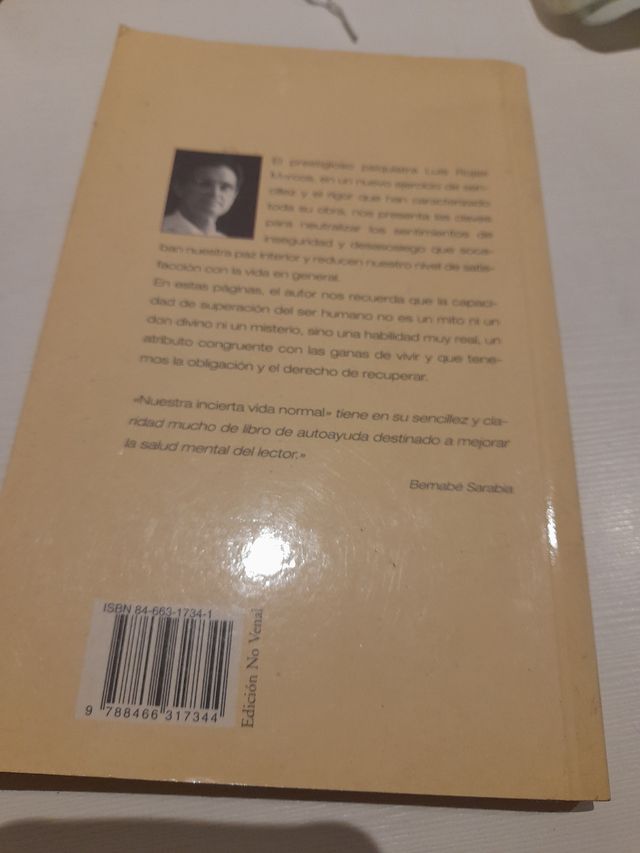 El prestigioso psiquiatra Luis Rojas
Marcos, en un nuevo ejercicio de sen-
cillez y el rigor que han caracterizado
toda su obra, nos presenta las claves
para neutralizar los sentimientos de
inseguridad y desasosiego que soca-
ban nuestra paz interior y reducen nuestro nivel de satis-
facción con la vida en general.
En estas páginas, el autor nos recuerda que la capaci-
dad de superación del ser humano no es un mito ni un
don divino ni un misterio, sino una habilidad muy real, un
atributo congruente con las ganas de vivir y que tene-
mos la obligación y el derecho de recuperar.
«Nuestra incierta vida normal» tiene en su sencillez y cla-
ridad mucho de libro de autoayuda destinado a mejorar
la salud mental del lector.»
Bernabé Sarabia
ISBN 84-663-1734-1
9 788466 317344
Edición No Venal